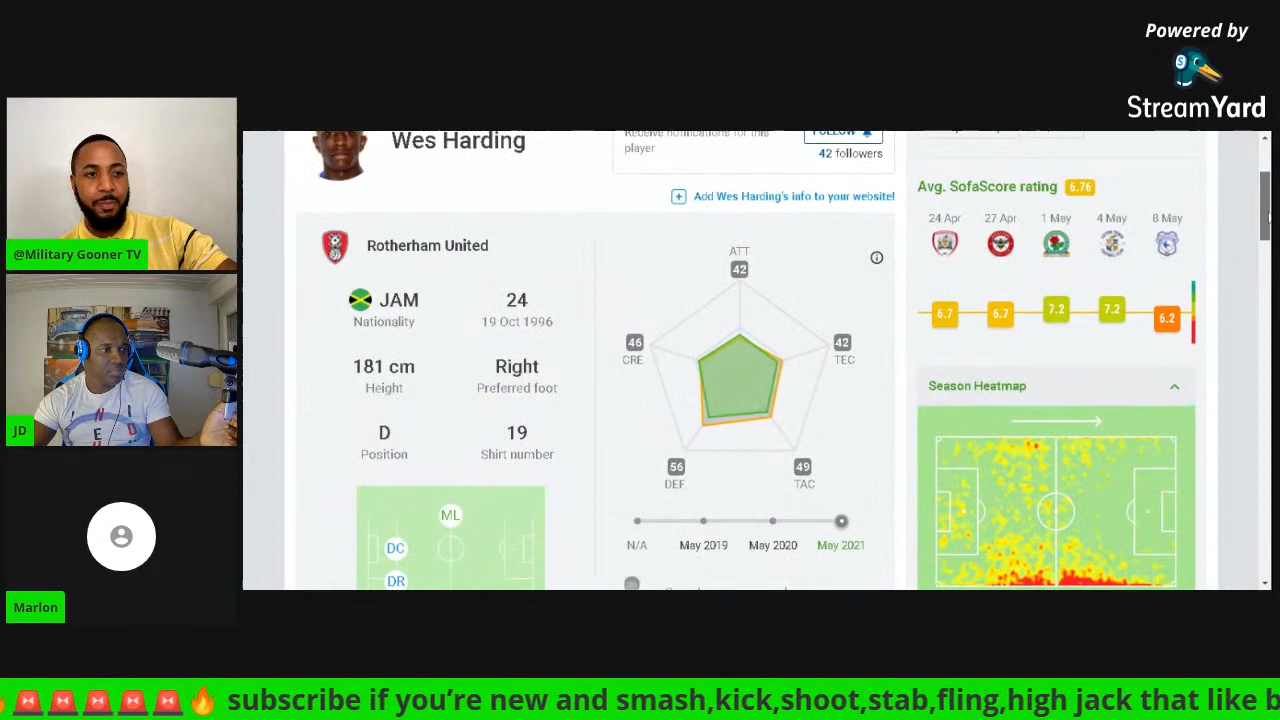 Powered by
StreamYard
Wes Harding
Receive notifications for this
player
FOLLOW
42 followers
Add Wes Harding's info to your website!
Rotherham United
JAM
Nationality
24
19 Oct 1996
181 cm
Height
Right
Preferred foot
D
Position
19
Shirt number
ML
DC
DR
ATT
42
46
CRE
42
TEC
56
DEF
49
TAC
N/A
May 2019
May 2020
May 2021
Avg. SofaScore rating 6.76
24 Apr
27 Apr
1 May
4 May
8 May
6.7
6.7
7.2
7.2
6.2
Season Heatmap
@Military Gooner TV
JD
Marlon
subscribe if you're new and smash,kick,shoot,stab,fling,high jack that like b